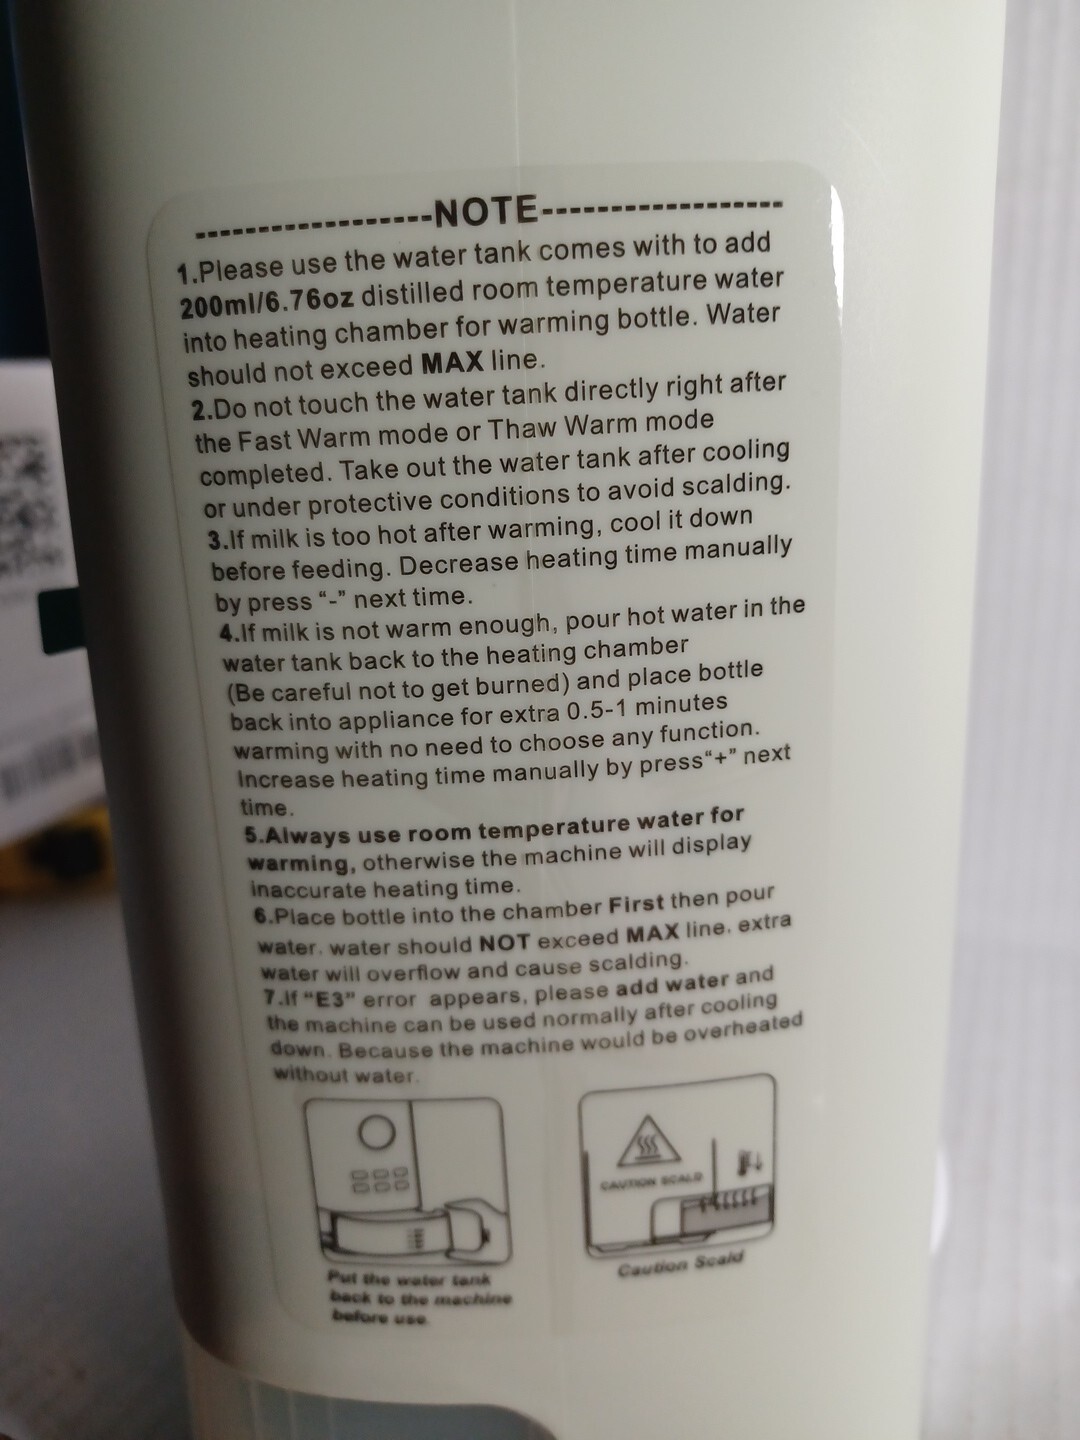 ------------------NOTE------------------
1.Please use the water tank comes with to add
200ml/6.76oz distilled room temperature water
into heating chamber for warming bottle. Water
should not exceed MAX line.
2.Do not touch the water tank directly right after
the Fast Warm mode or Thaw Warm mode
completed. Take out the water tank after cooling
or under protective conditions to avoid scalding.
3.If milk is too hot after warming, cool it down
before feeding. Decrease heating time manually
by press “-” next time.
4.If milk is not warm enough, pour hot water in the
water tank back to the heating chamber
(Be careful not to get burned) and place bottle
back into appliance for extra 0.5-1 minutes
warming with no need to choose any function.
Increase heating time manually by press“+” next
time.
5.Always use room temperature water for
warming, otherwise the machine will display
inaccurate heating time.
6.Place bottle into the chamber First then pour
water, water should NOT exceed MAX line, extra
water will overflow and cause scalding.
7.If “E3” error appears, please add water and
the machine can be used normally after cooling
down. Because the machine would be overheated
without water.
CAUTION SCALD
Put the water tank
back to the machine
before use.
Caution Scald